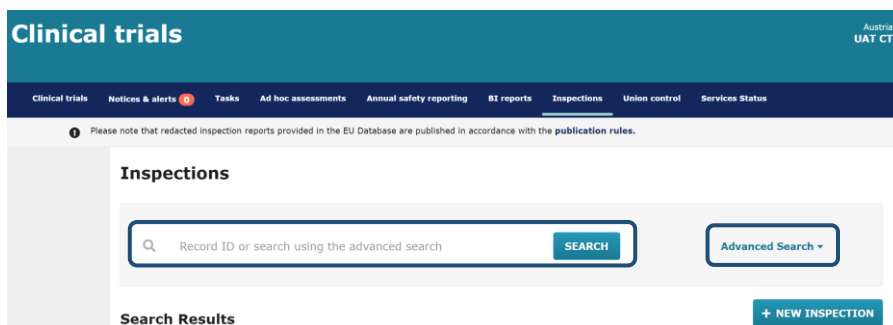 Clinical trials
Austria
UAT CT
Clinical trials Notices & alerts 0 Tasks Ad hoc assessments Annual safety reporting BI reports Inspections Union control Services Status
Please note that redacted inspection reports provided in the EU Database are published in accordance with the publication rules.
Inspections
Record ID or search using the advanced search SEARCH Advanced Search
Search Results + NEW INSPECTION